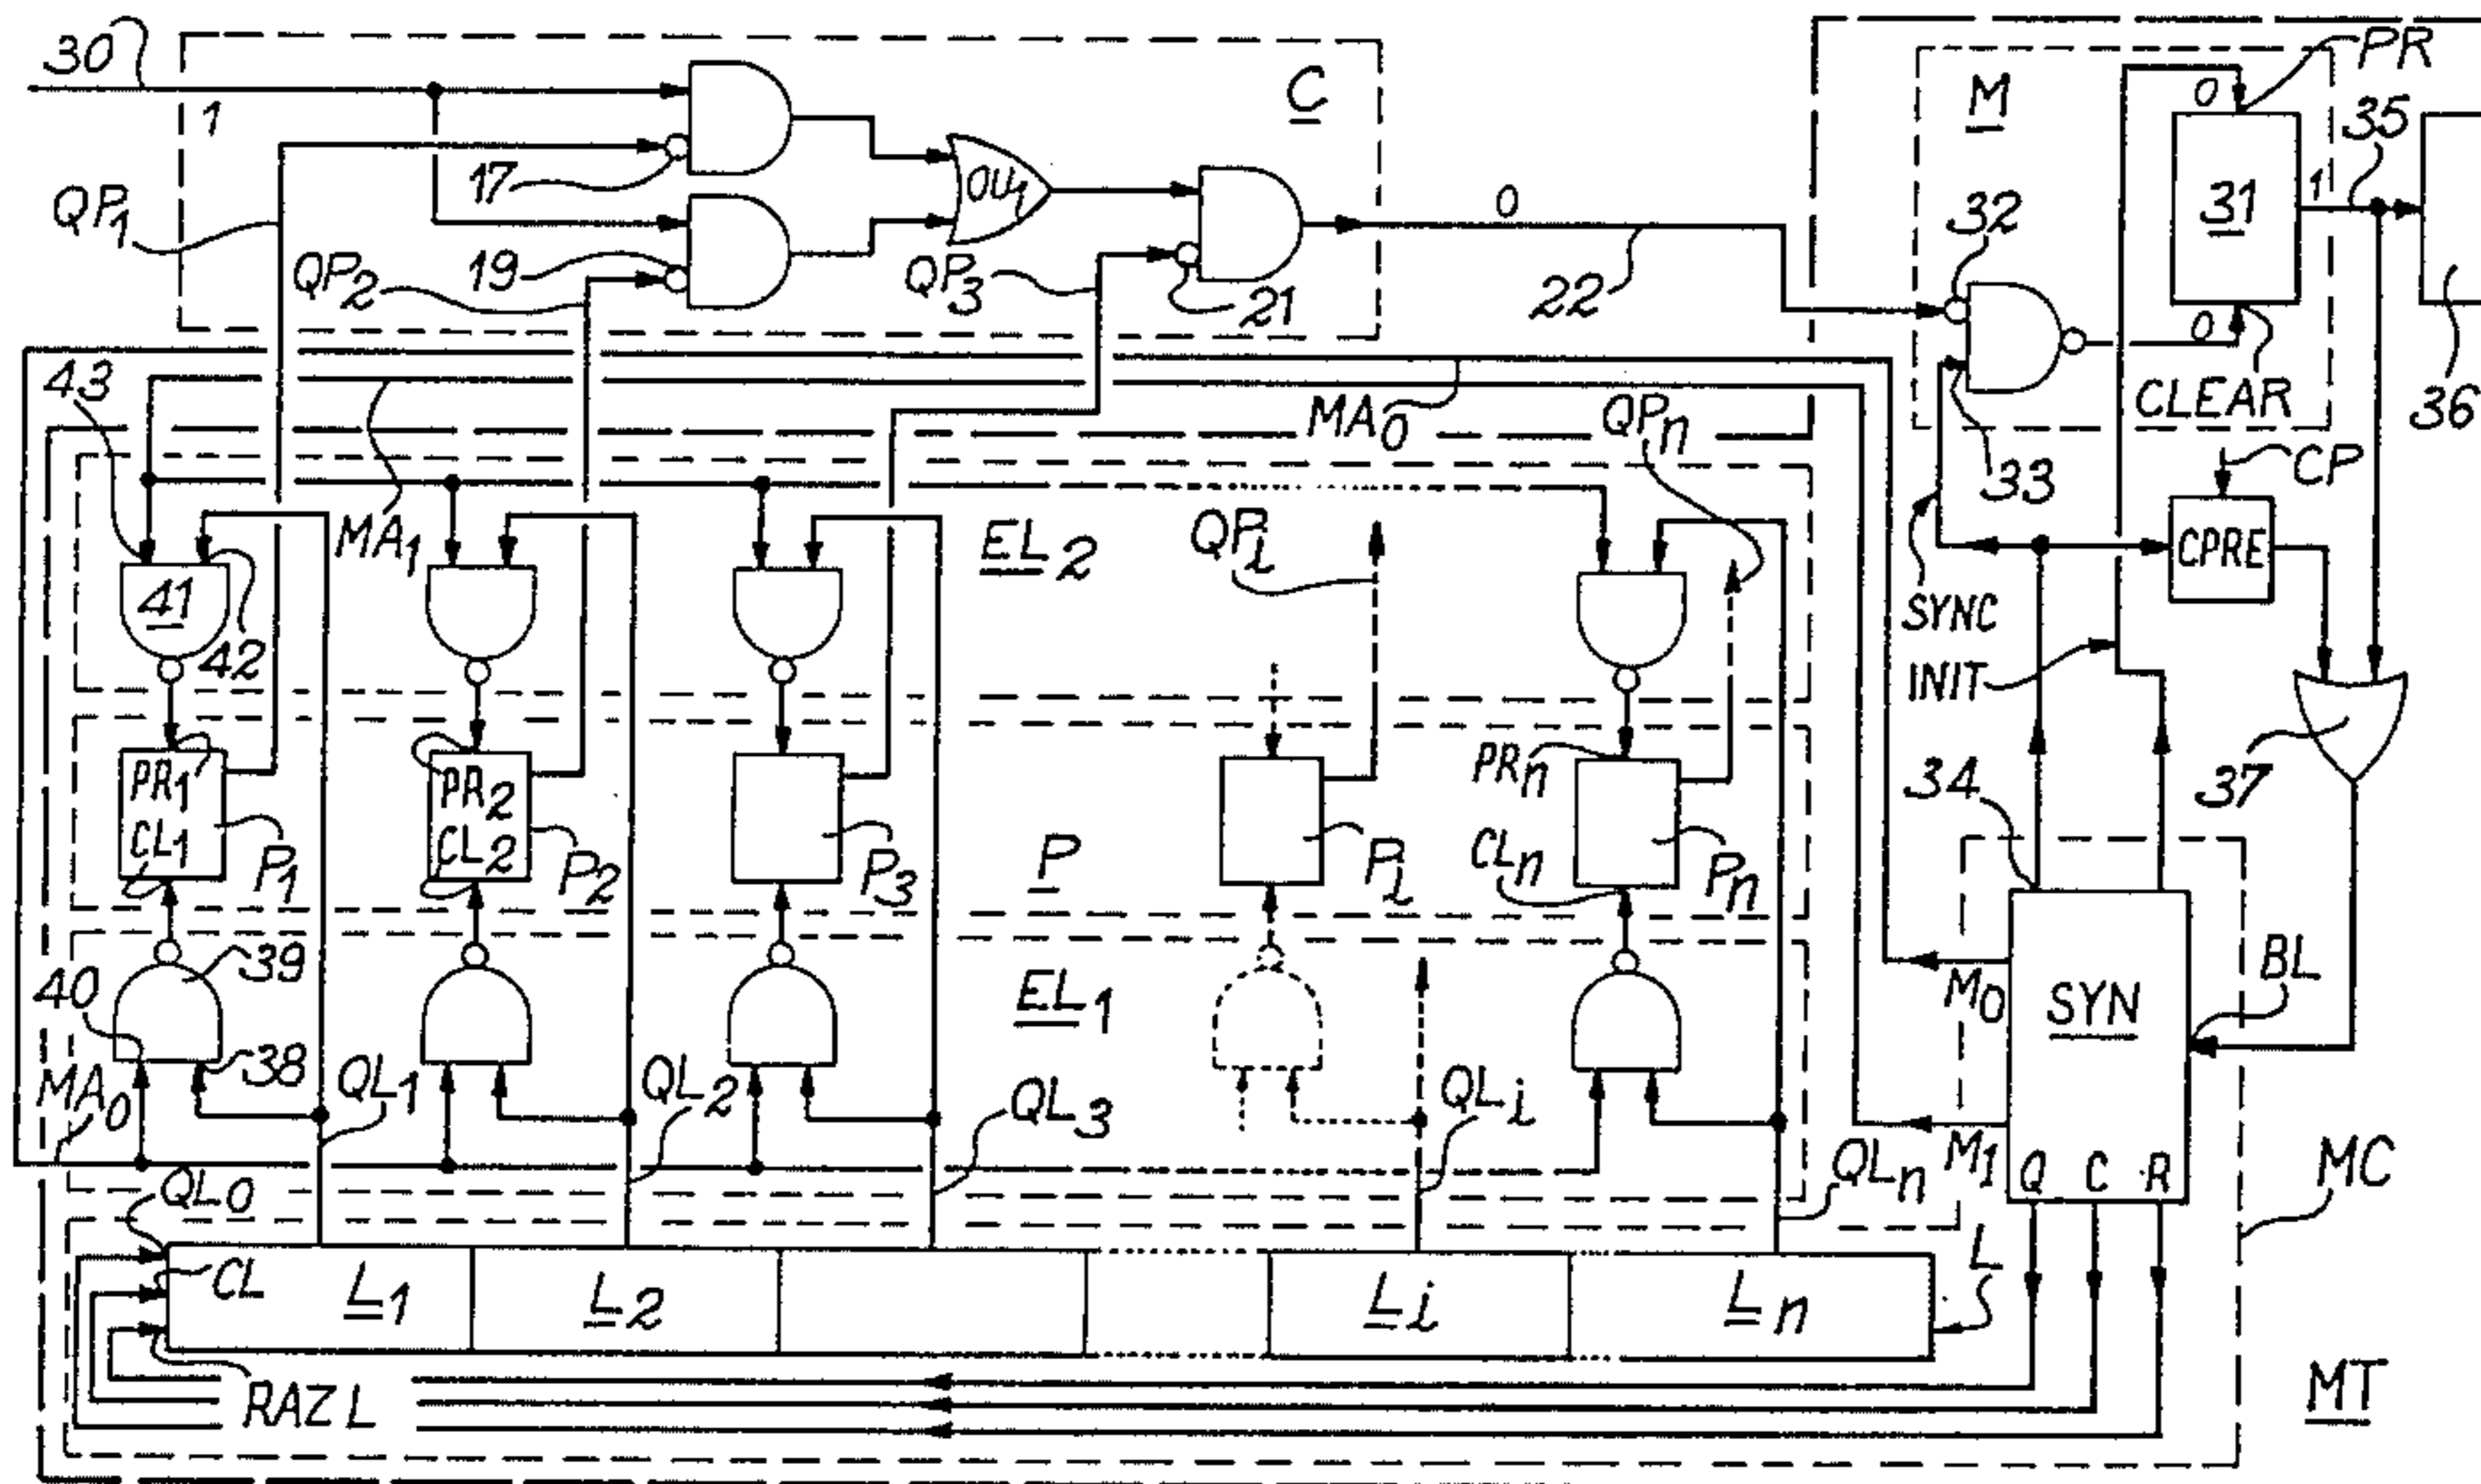 30
1
C
M
PR
0
35
QP1
17
OU1
0
32
31
1
QP2
19
QP3
21
22
0
36
43
MA0
QPn
CLEAR
33
CP
MA1
EL2
QPi
CPRE
41
42
SYNC
INIT
PR1
PR2
PRn
34
37
CL1
P1
CL2
P2
P
P3
Pi
CLn
Pn
39
40
EL1
M0
SYN
BL
MA0
38
QL1
QL2
QL3
QLi
QLn
M1
Q
C
R
MC
QL0
CL
L1
L2
Li
Ln
L
RAZ L
MT